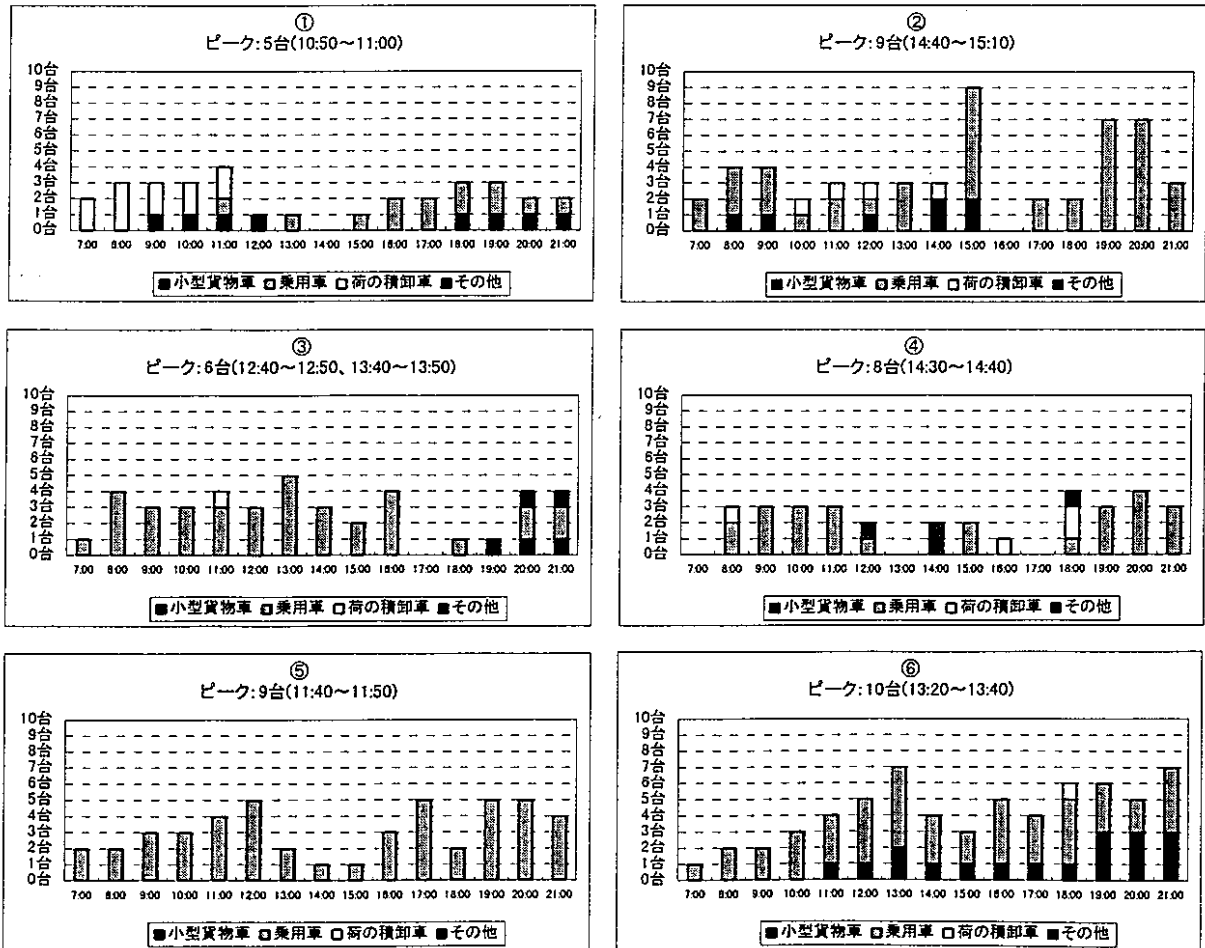 ①
ピーク:5台(10:50～11:00)
10台
9台
8台
7台
6台
5台
4台
3台
2台
1台
0台
7:00 8:00 9:00 10:00 11:00 12:00 13:00 14:00 15:00 16:00 17:00 18:00 19:00 20:00 21:00
■小型貨物車 □乗用車 □荷の積卸車 ■その他
②
ピーク:9台(14:40～15:10)
10台
9台
8台
7台
6台
5台
4台
3台
2台
1台
0台
7:00 8:00 9:00 10:00 11:00 12:00 13:00 14:00 15:00 16:00 17:00 18:00 19:00 20:00 21:00
■小型貨物車 □乗用車 □荷の積卸車 ■その他
③
ピーク:6台(12:40～12:50、13:40～13:50)
10台
9台
8台
7台
6台
5台
4台
3台
2台
1台
0台
7:00 8:00 9:00 10:00 11:00 12:00 13:00 14:00 15:00 16:00 17:00 18:00 19:00 20:00 21:00
■小型貨物車 □乗用車 □荷の積卸車 ■その他
④
ピーク:8台(14:30～14:40)
10台
9台
8台
7台
6台
5台
4台
3台
2台
1台
0台
7:00 8:00 9:00 10:00 11:00 12:00 13:00 14:00 15:00 16:00 17:00 18:00 19:00 20:00 21:00
■小型貨物車 □乗用車 □荷の積卸車 ■その他
⑤
ピーク:9台(11:40～11:50)
10台
9台
8台
7台
6台
5台
4台
3台
2台
1台
0台
7:00 8:00 9:00 10:00 11:00 12:00 13:00 14:00 15:00 16:00 17:00 18:00 19:00 20:00 21:00
■小型貨物車 □乗用車 □荷の積卸車 ■その他
⑥
ピーク:10台(13:20～13:40)
10台
9台
8台
7台
6台
5台
4台
3台
2台
1台
0台
7:00 8:00 9:00 10:00 11:00 12:00 13:00 14:00 15:00 16:00 17:00 18:00 19:00 20:00 21:00
■小型貨物車 □乗用車 □荷の積卸車 ■その他